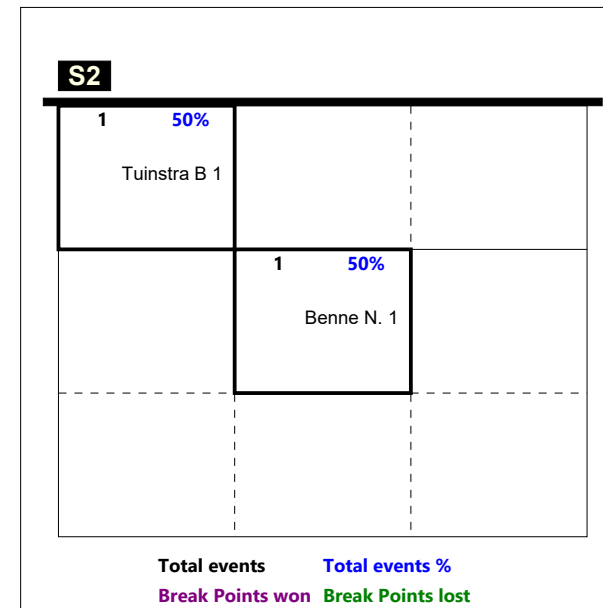 S2
1 50%
Tuinstra B 1
1 50%
Benne N. 1
Total events Total events %
Break Points won Break Points lost